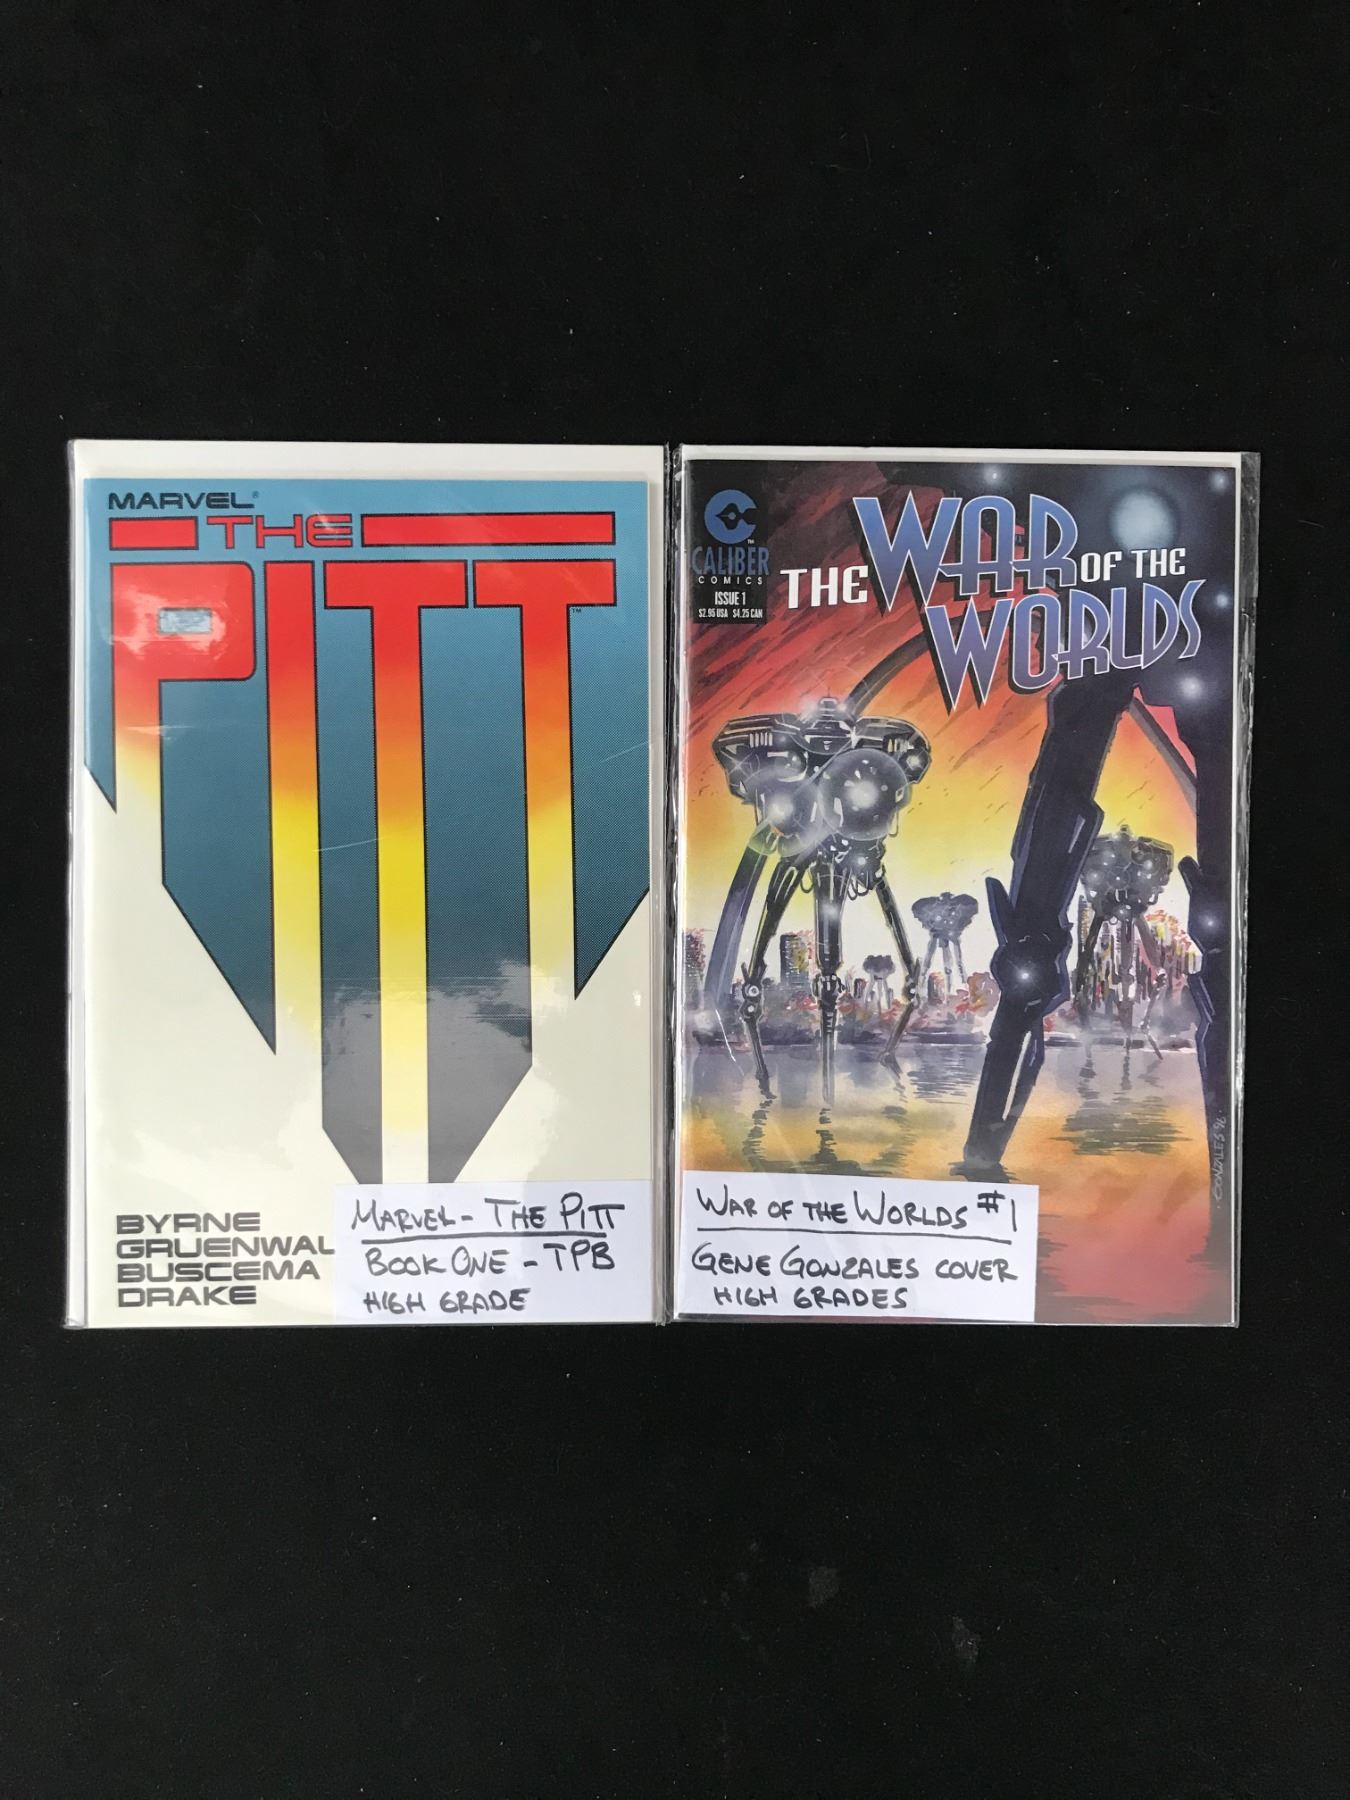 MARVEL®
THE
PITT™
BYRNE
GRUENWAL
BUSCEMA
DRAKE
MARVEL - THE PITT
BOOK ONE - TPB
HIGH GRADE
CALIBER™
COMICS
ISSUE 1
$2.95 USA $4.25 CAN
THE WAR OF THE
WORLDS
GONZALES 96
WAR OF THE WORLDS #1
GENE GONZALES COVER
HIGH GRADES